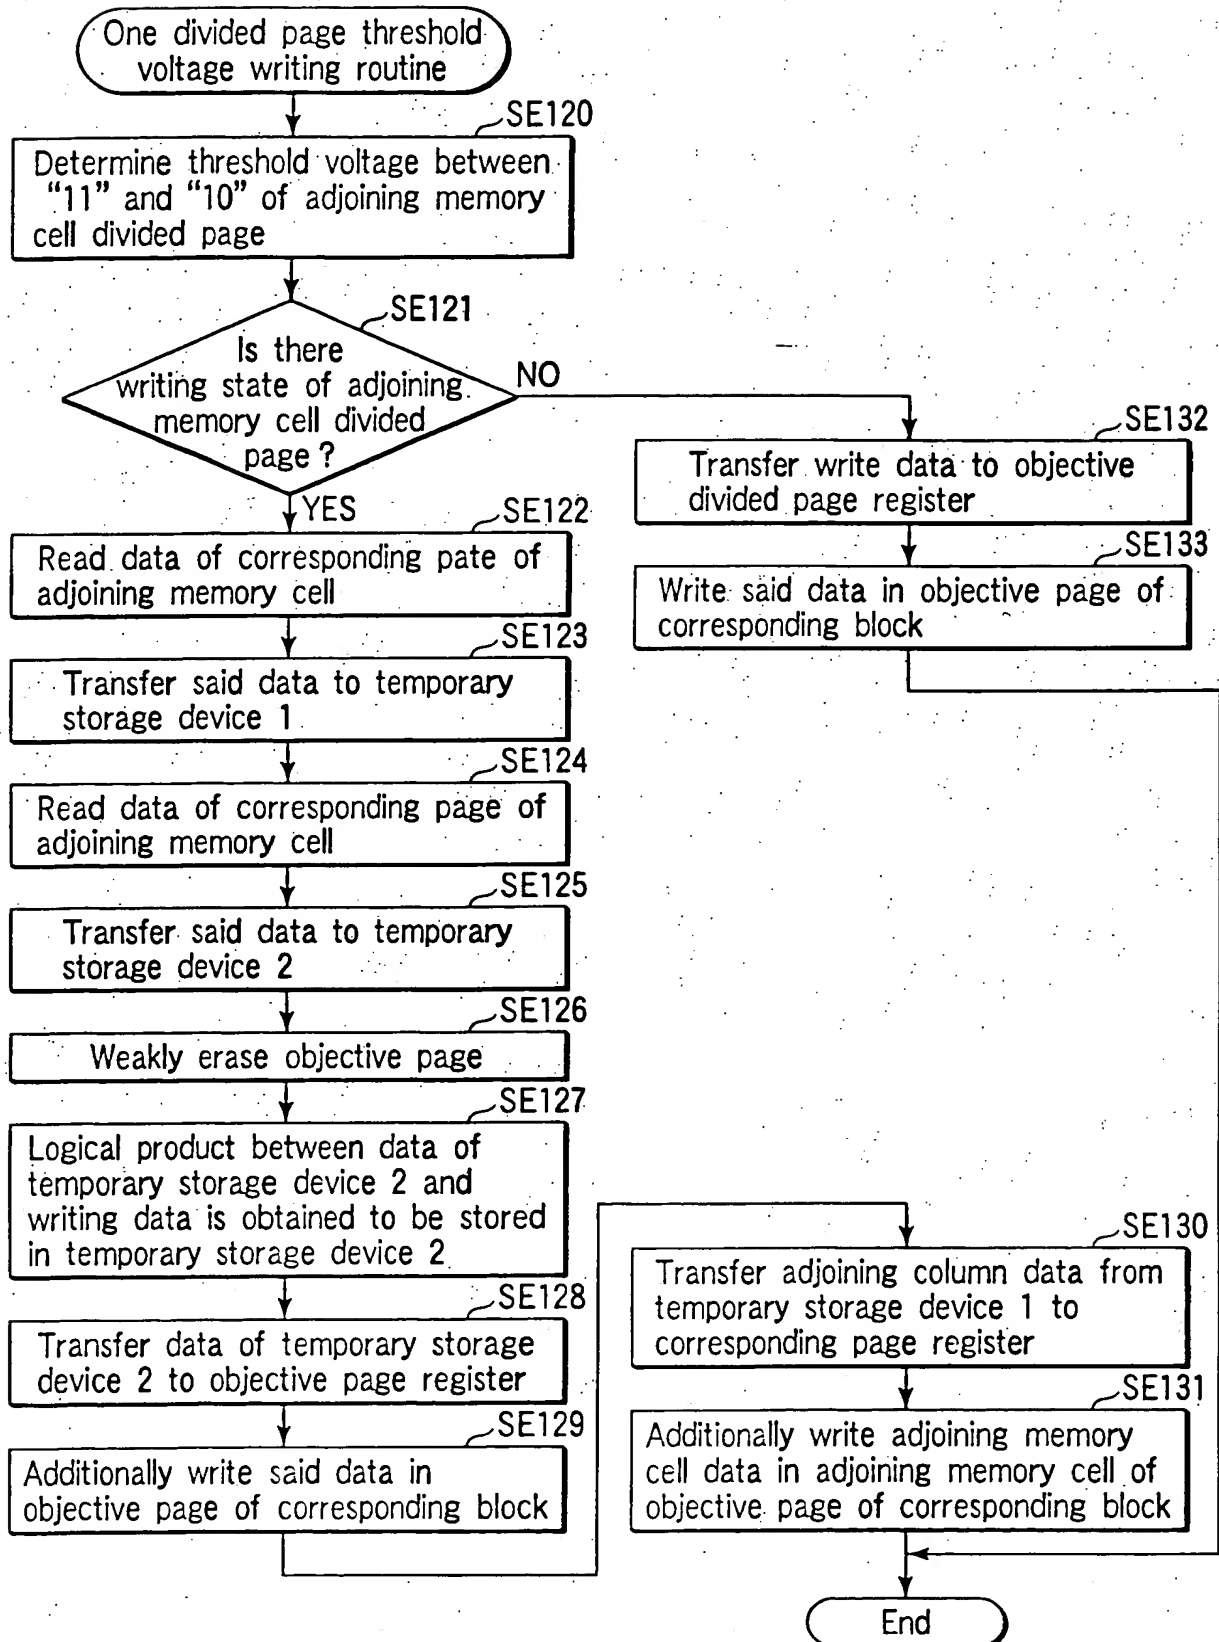 One divided page threshold
voltage writing routine
SE120
Determine threshold voltage between
“11” and “10” of adjoining memory
cell divided page
SE121
Is there
writing state of adjoining
memory cell divided
page ?
NO
YES
SE122
Read data of corresponding pate of
adjoining memory cell
SE123
Transfer said data to temporary
storage device 1
SE124
Read data of corresponding page of
adjoining memory cell
SE125
Transfer said data to temporary
storage device 2
SE126
Weakly erase objective page
SE127
Logical product between data of
temporary storage device 2 and
writing data is obtained to be stored
in temporary storage device 2
SE128
Transfer data of temporary storage
device 2 to objective page register
SE129
Additionally write said data in
objective page of corresponding block
SE132
Transfer write data to objective
divided page register
SE133
Write said data in objective page of
corresponding block
SE130
Transfer adjoining column data from
temporary storage device 1 to
corresponding page register
SE131
Additionally write adjoining memory
cell data in adjoining memory cell of
objective page of corresponding block
End